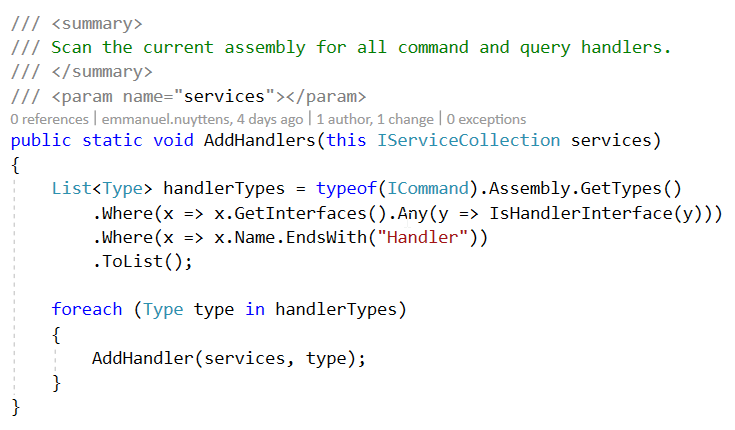 /// <summary>
/// Scan the current assembly for all command and query handlers.
/// </summary>
/// <param name="services"></param>
0 references | emmanuel.nuyttens, 4 days ago | 1 author, 1 change | 0 exceptions
public static void AddHandlers(this IServiceCollection services)
{
    List<Type> handlerTypes = typeof(ICommand).Assembly.GetTypes()
        .Where(x => x.GetInterfaces().Any(y => IsHandlerInterface(y)))
        .Where(x => x.Name.EndsWith("Handler"))
        .ToList();

    foreach (Type type in handlerTypes)
    {
        AddHandler(services, type);
    }
}